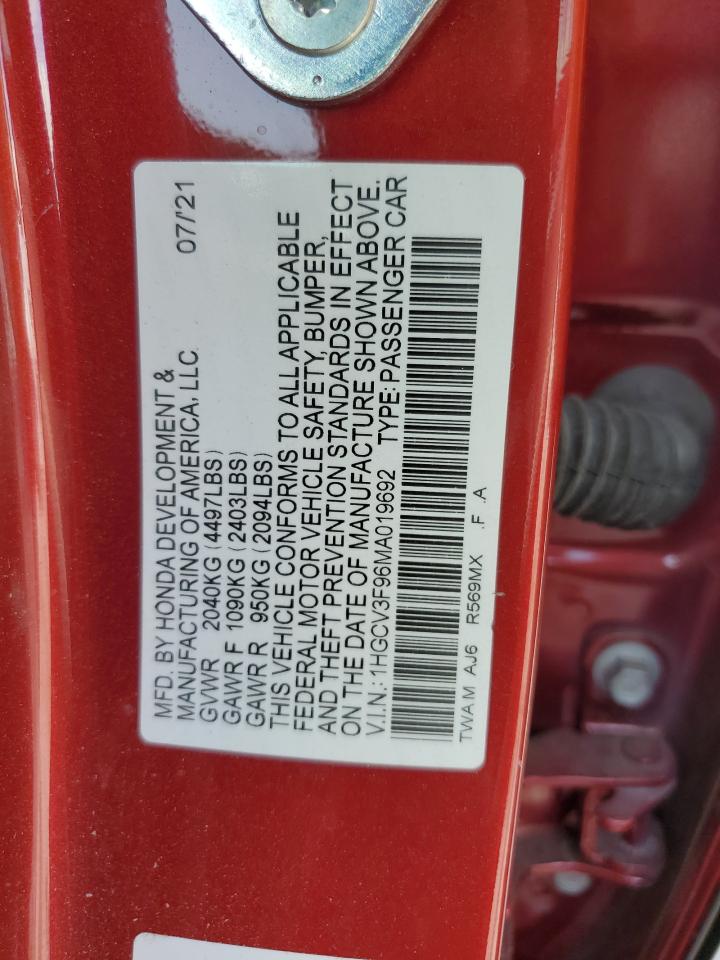 MFD. BY HONDA DEVELOPMENT &
MANUFACTURING OF AMERICA, LLC. 07/'21
GVWR 2040KG (4497LBS)
GAWR F 1090KG (2403LBS)
GAWR R 950KG (2094LBS)
THIS VEHICLE CONFORMS TO ALL APPLICABLE
FEDERAL MOTOR VEHICLE SAFETY, BUMPER,
AND THEFT PREVENTION STANDARDS IN EFFECT
ON THE DATE OF MANUFACTURE SHOWN ABOVE.
V.I.N.: 1HGCV3F96MA019692 TYPE: PASSENGER CAR
TWA M AJ6 R569MX .F .A